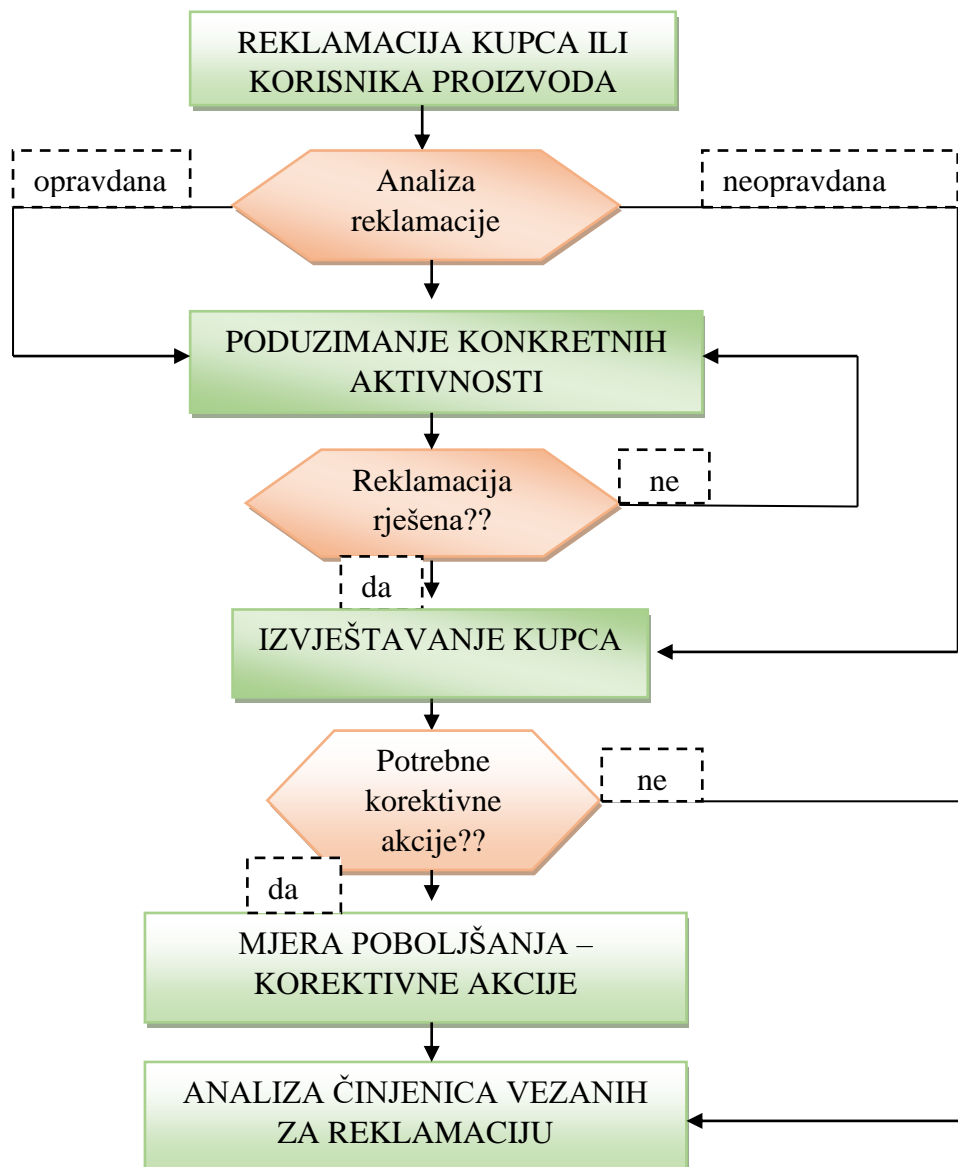 REKLAMACIJA KUPCA ILI
KORISNIKA PROIZVODA
opravdana
Analiza
reklamacije
neopravdana
PODUZIMANJE KONKRETNIH
AKTIVNOSTI
Reklamacija
rješena??
ne
da
IZVJEŠTAVANJE KUPCA
Potrebne
korektivne
akcije??
ne
da
MJERA POBOLJŠANJA –
KOREKTIVNE AKCIJE
ANALIZA ČINJENICA VEZANIH
ZA REKLAMACIJU